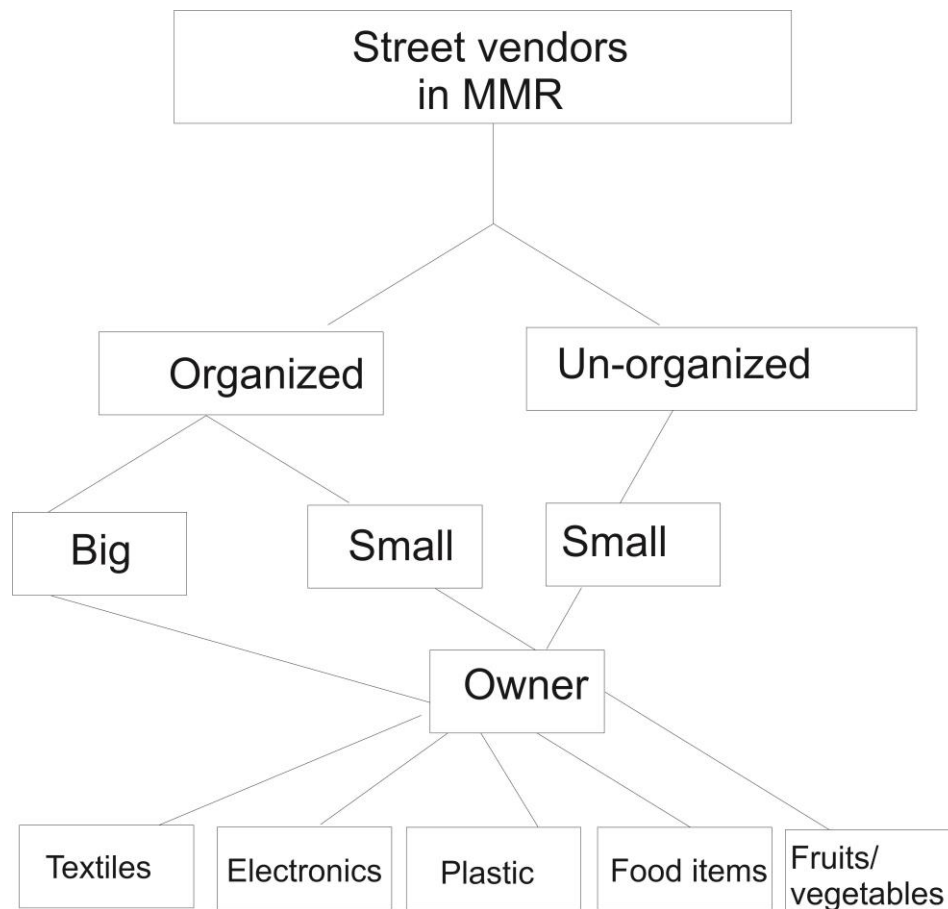 Street vendors
in MMR
Organized
Un-organized
Big
Small
Small
Owner
Textiles
Electronics
Plastic
Food items
Fruits/
vegetables